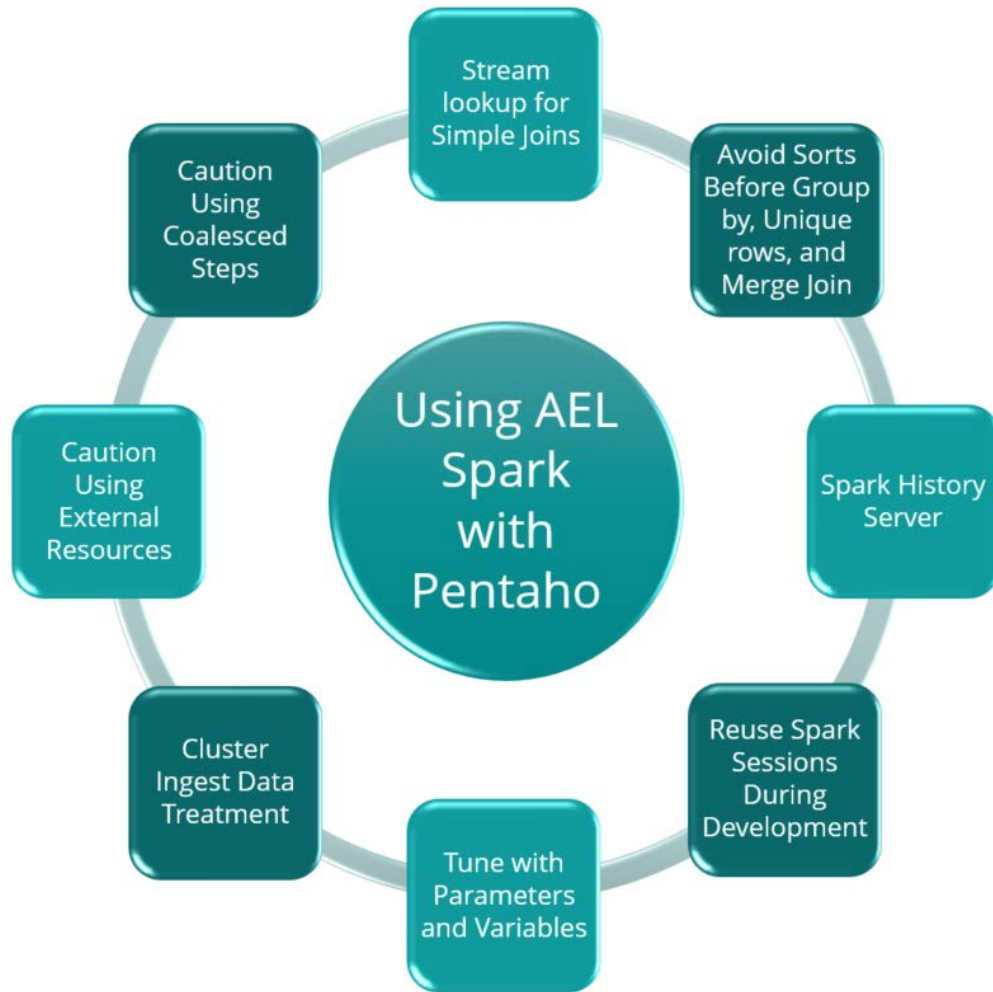 Stream
lookup for
Simple Joins
Avoid Sorts
Before Group
by, Unique
rows, and
Merge Join
Spark History
Server
Reuse Spark
Sessions
During
Development
Tune with
Parameters
and Variables
Cluster
Ingest Data
Treatment
Caution
Using
External
Resources
Caution
Using
Coalesced
Steps
Using AEL
Spark
with
Pentaho